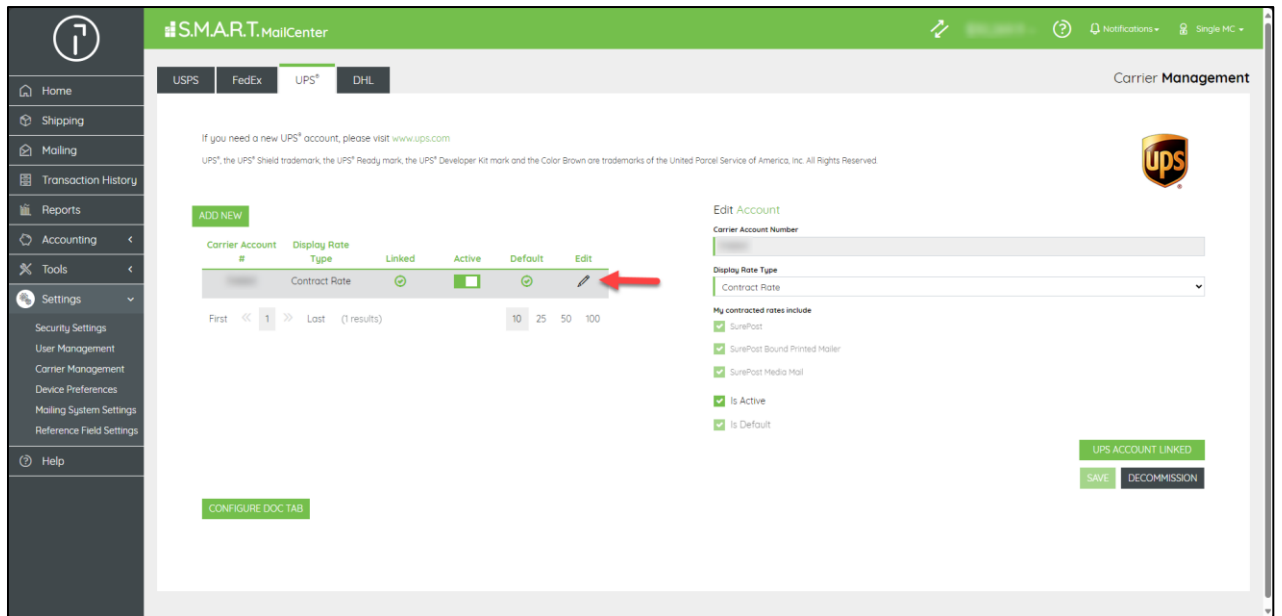 S.M.A.R.T. MailCenter
Notifications
Single MC
Home
Shipping
Mailing
Transaction History
Reports
Accounting
Tools
Settings
Security Settings
User Management
Carrier Management
Device Preferences
Mailing System Settings
Reference Field Settings
Help
USPS FedEx UPS® DHL
Carrier Management
If you need a new UPS® account, please visit www.ups.com
UPS®, the UPS® Shield trademark, the UPS® Ready mark, the UPS® Developer Kit mark and the Color Brown are trademarks of the United Parcel Service of America, Inc. All Rights Reserved.
ups
ADD NEW
Carrier Account # Display Rate Type Linked Active Default Edit
Contract Rate
First « 1 » Last (1 results) 10 25 50 100
CONFIGURE DOC TAB
Edit Account
Carrier Account Number
Display Rate Type
Contract Rate
My contracted rates include
SurePost
SurePost Bound Printed Mailer
SurePost Media Mail
Is Active
Is Default
UPS ACCOUNT LINKED
SAVE DECOMMISSION